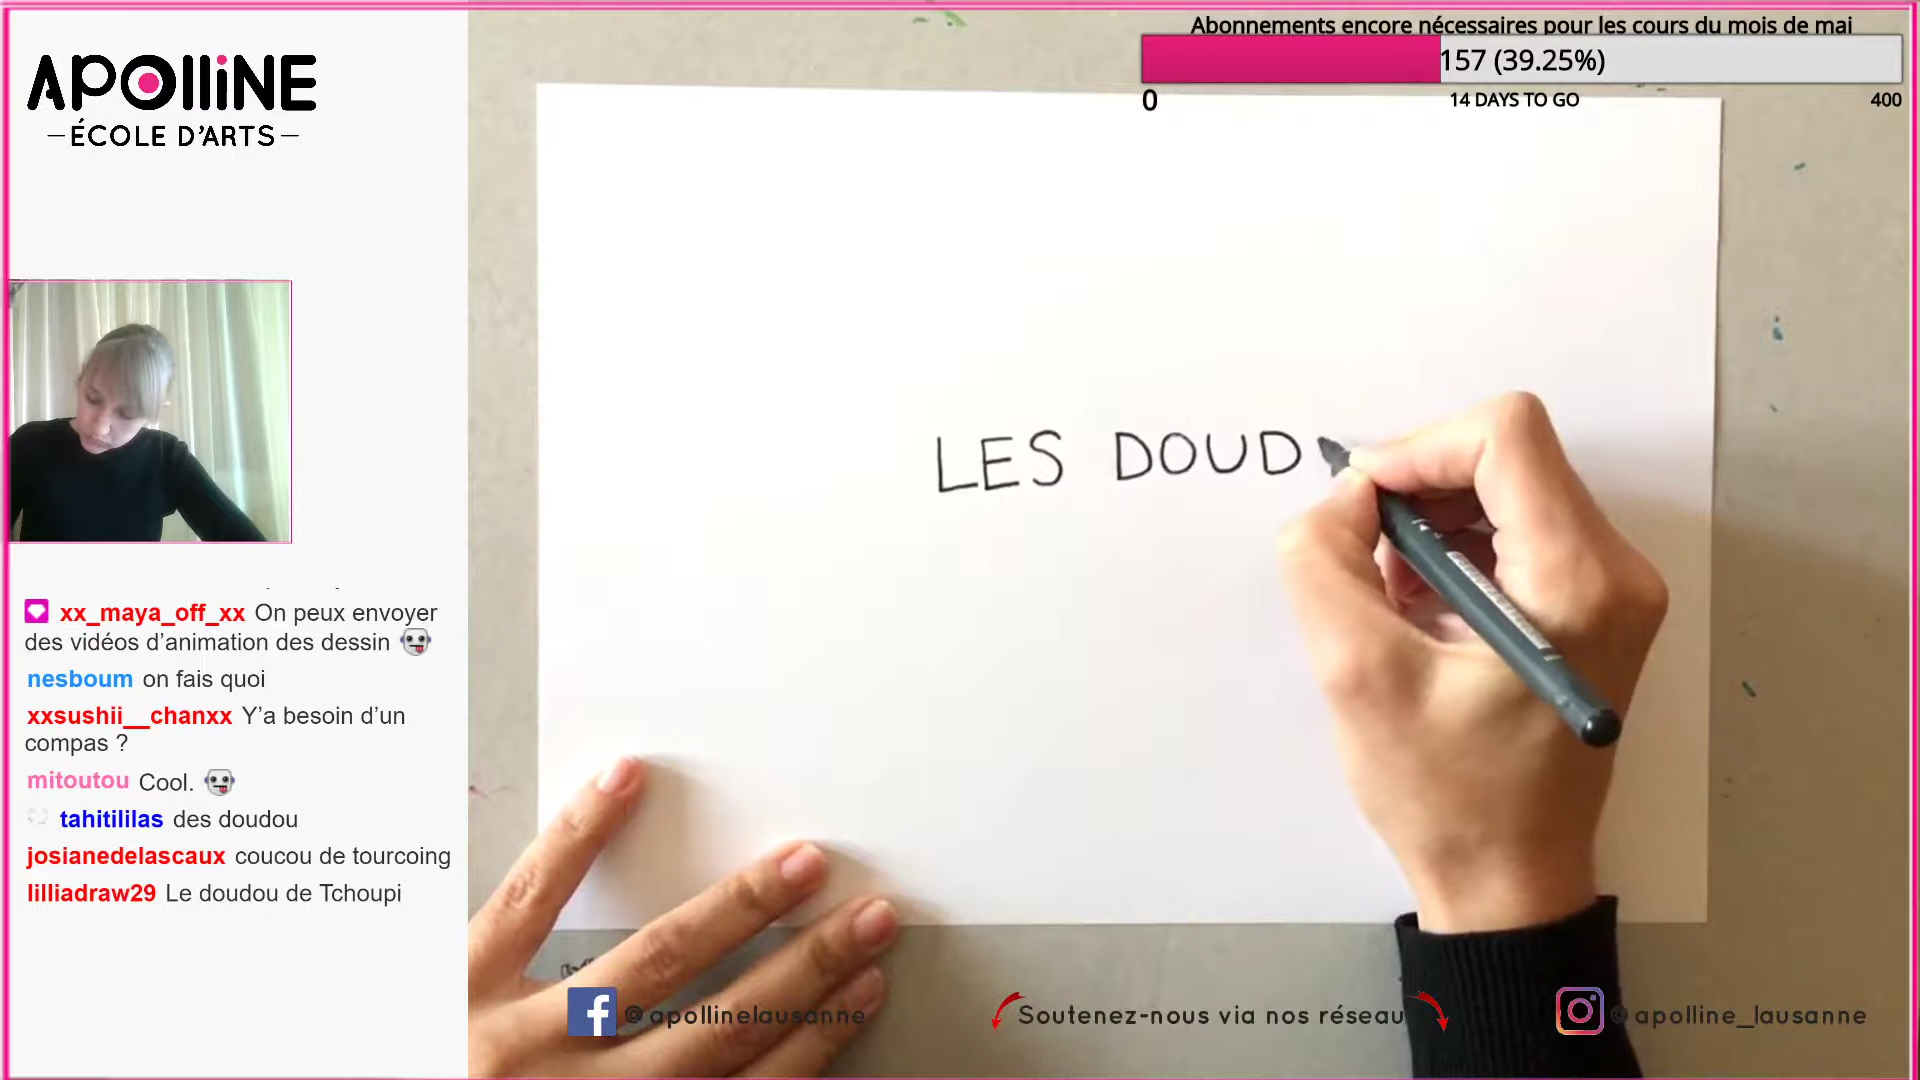 APOLLINE
–ÉCOLE D'ARTS–
Abonnements encore nécessaires pour les cours du mois de mai
157 (39.25%)
0
14 DAYS TO GO
400
LES DOUD
xx_maya_off_xx On peux envoyer
des vidéos d'animation des dessin
nesboum on fais quoi
xxsushii__chanxx Y'a besoin d'un
compas ?
mitoutou Cool.
tahitililas des doudou
josianedelascaux coucou de tourcoing
lilliadraw29 Le doudou de Tchoupi
@apollinelausanne
Soutenez-nous via nos réseau
@apolline_lausanne